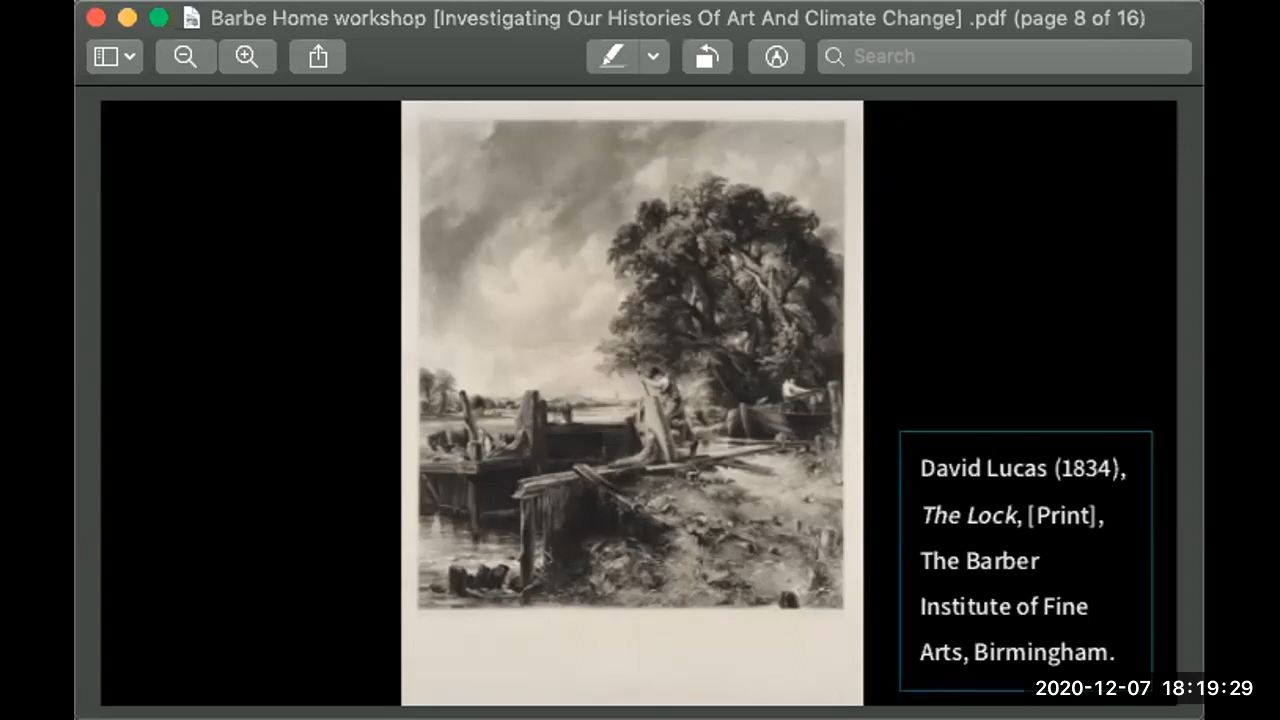 Barbe Home workshop [Investigating Our Histories Of Art And Climate Change] .pdf (page 8 of 16)
Search
David Lucas (1834),
The Lock, [Print],
The Barber
Institute of Fine
Arts, Birmingham.
2020-12-07 18:19:29